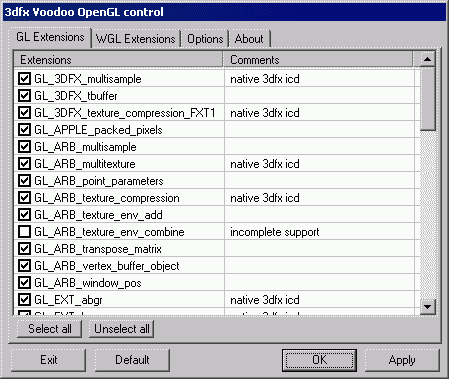 3dfx Voodoo OpenGL control
GL Extensions WGL Extensions Options About
Extensions Comments
GL_3DFX_multisample native 3dfx icd
GL_3DFX_tbuffer
GL_3DFX_texture_compression_FXT1 native 3dfx icd
GL_APPLE_packed_pixels
GL_ARB_multisample
GL_ARB_multitexture native 3dfx icd
GL_ARB_point_parameters
GL_ARB_texture_compression native 3dfx icd
GL_ARB_texture_env_add
GL_ARB_texture_env_combine incomplete support
GL_ARB_transpose_matrix
GL_ARB_vertex_buffer_object
GL_ARB_window_pos
GL_EXT_abgr native 3dfx icd
Select all Unselect all
Exit Default OK Apply